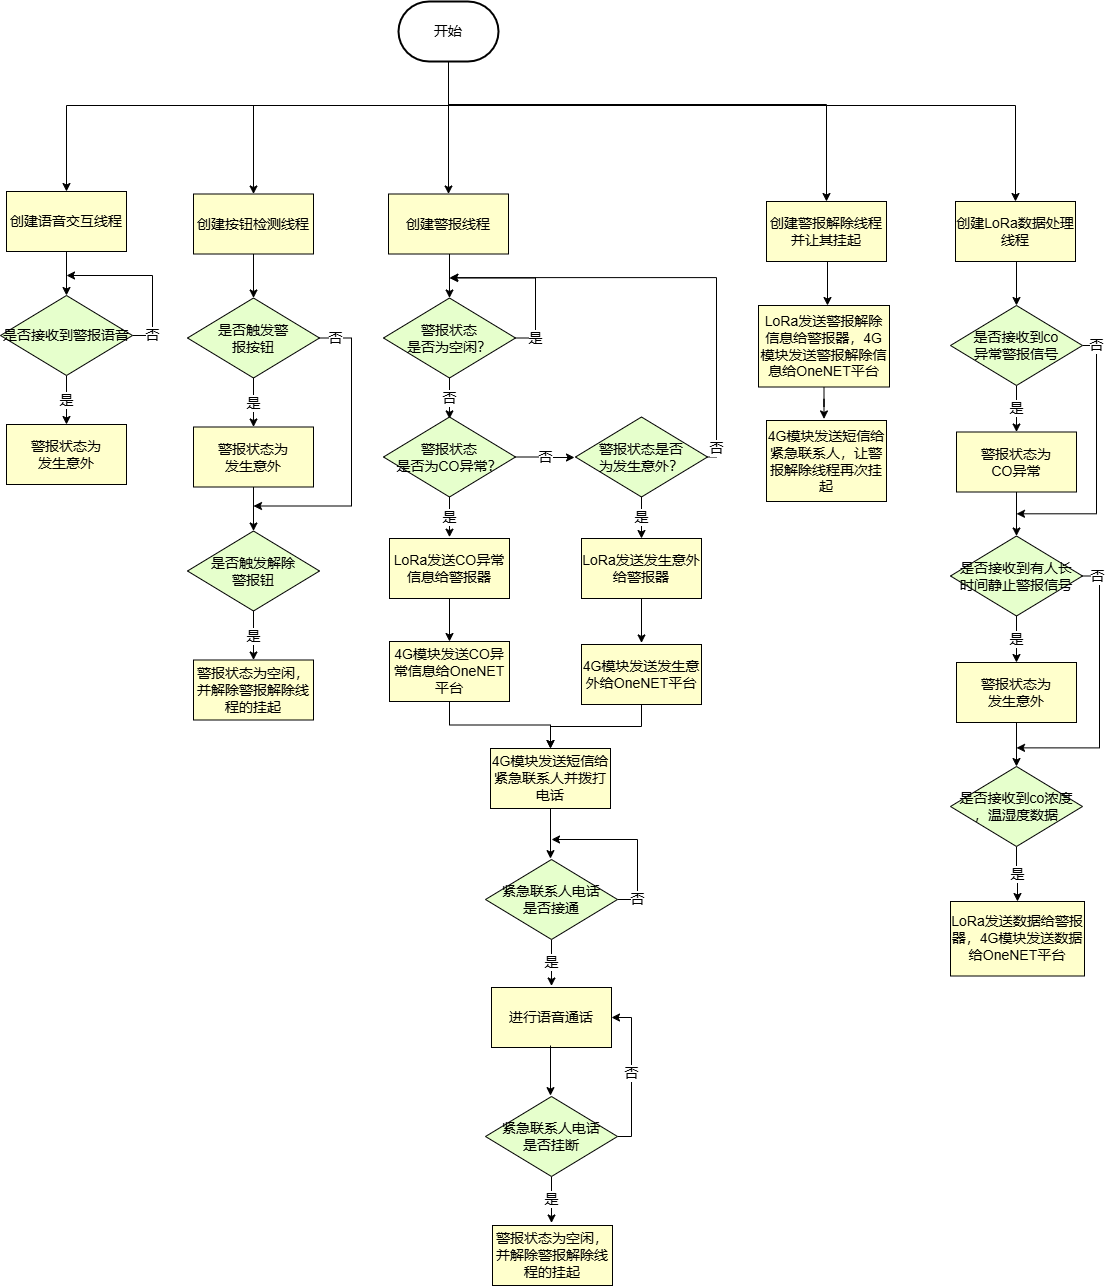 开始
创建语音交互线程
是否接收到警报语音
否
是
警报状态为
发生意外
创建按钮检测线程
是否触发警
报按钮
否
是
警报状态为
发生意外
是否触发解除
警报钮
是
警报状态为空闲，
并解除警报解除线
程的挂起
创建警报线程
警报状态
是否为空闲？
是
否
警报状态
是否为CO异常？
否
警报状态是否
为发生意外？
否
是
是
LoRa发送CO异常
信息给警报器
LoRa发送发生意外
给警报器
4G模块发送CO异
常信息给OneNET
平台
4G模块发送发生意
外给OneNET平台
4G模块发送短信给
紧急联系人并拨打
电话
紧急联系人电话
是否接通
否
是
进行语音通话
否
紧急联系人电话
是否挂断
是
警报状态为空闲，
并解除警报解除线
程的挂起
创建警报解除线程
并让其挂起
LoRa发送警报解除
信息给警报器，4G
模块发送警报解除信
息给OneNET平台
4G模块发送短信给
紧急联系人，让警
报解除线程再次挂
起
创建LoRa数据处理
线程
是否接收到co
异常警报信号
否
是
警报状态为
CO异常
是否接收到有人长
时间静止警报信号
否
是
警报状态为
发生意外
是否接收到co浓度
，温湿度数据
是
LoRa发送数据给警报
器，4G模块发送数据
给OneNET平台